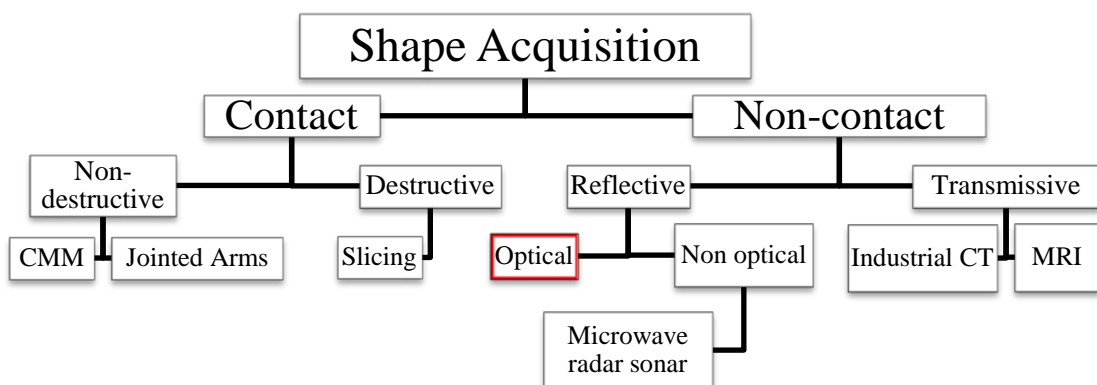 Shape Acquisition
Contact
Non-contact
Non-
destructive
Destructive
Reflective
Transmissive
CMM
Jointed Arms
Slicing
Optical
Non optical
Industrial CT
MRI
Microwave
radar sonar